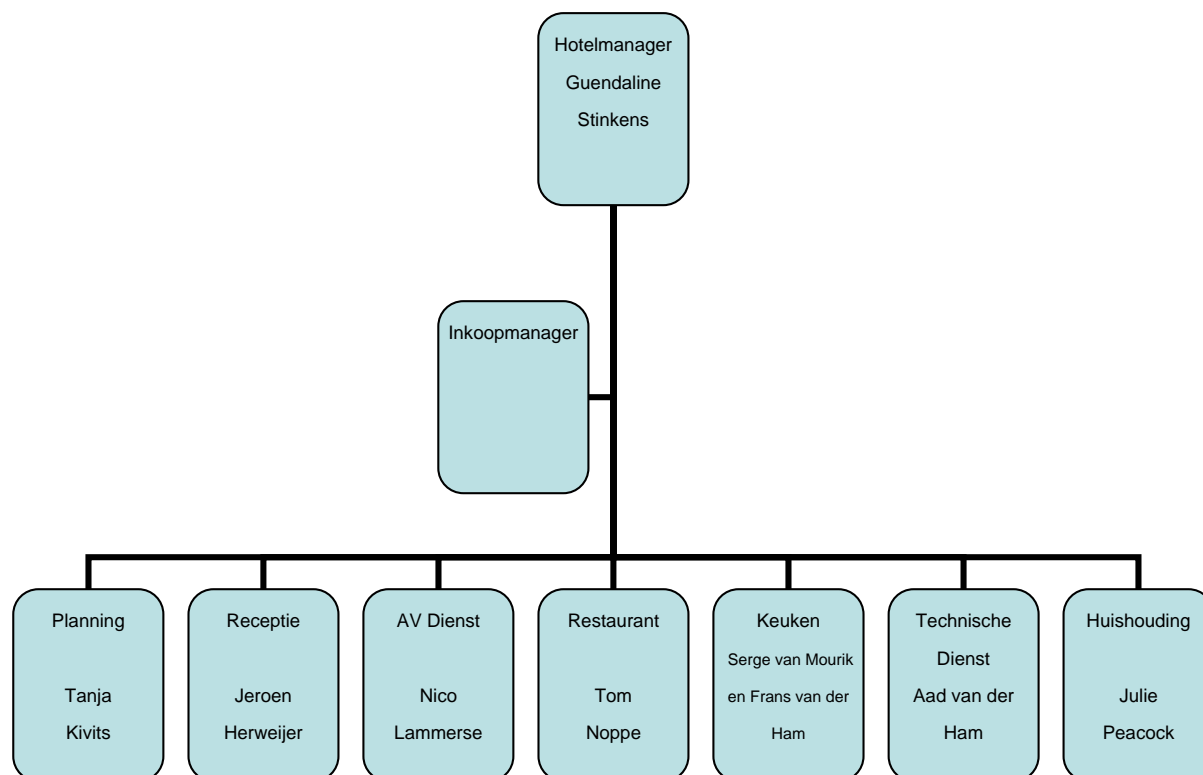 Hotelmanager
Guendaline
Stinkens
Inkoopmanager
Planning
Tanja
Kivits
Receptie
Jeroen
Herweijer
AV Dienst
Nico
Lammerse
Restaurant
Tom
Noppe
Keuken
Serge van Mourik
en Frans van der
Ham
Technische
Dienst
Aad van der
Ham
Huishouding
Julie
Peacock